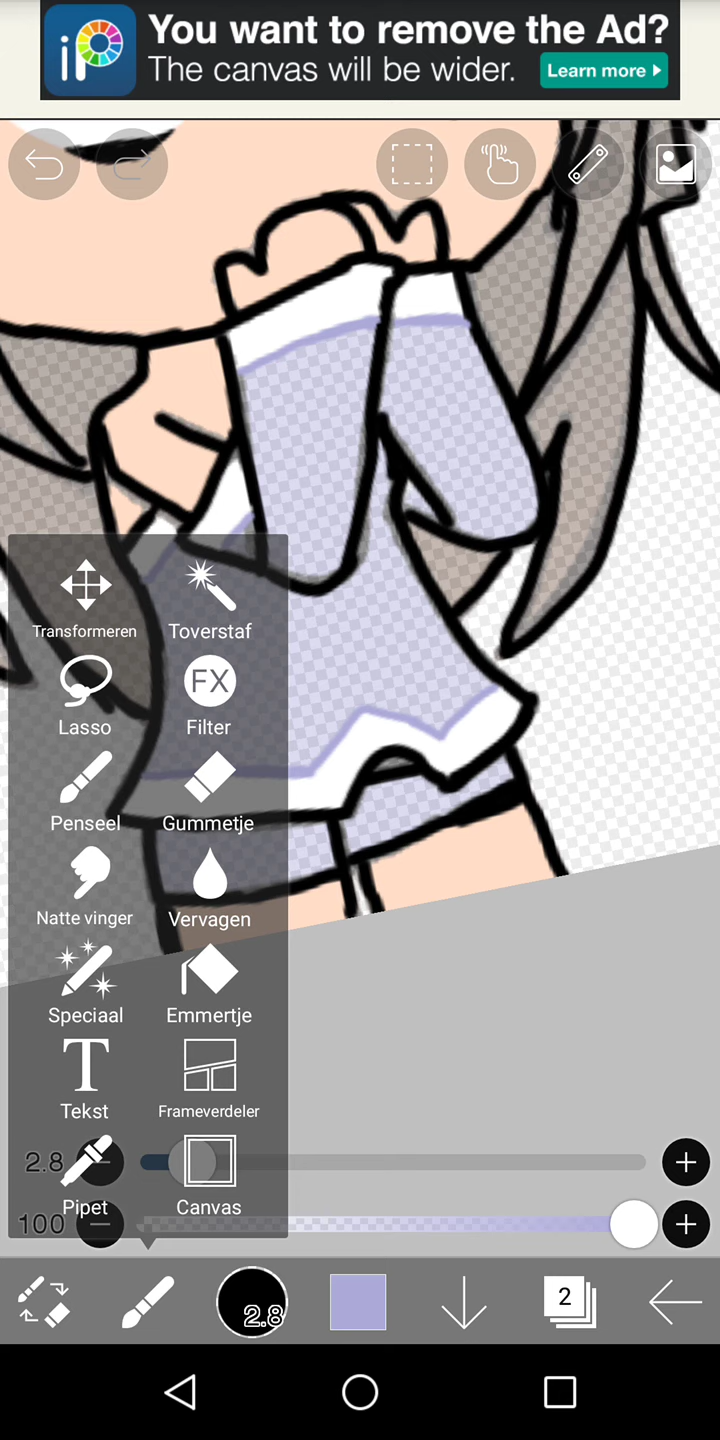 iP
You want to remove the Ad?
The canvas will be wider.
Learn more
Transformeren
Toverstaf
Lasso
FX
Filter
Penseel
Gummetje
Natte vinger
Vervagen
Speciaal
Emmertje
T
Tekst
Frameverdeler
2.8
Pipet
Canvas
100
2.8
2